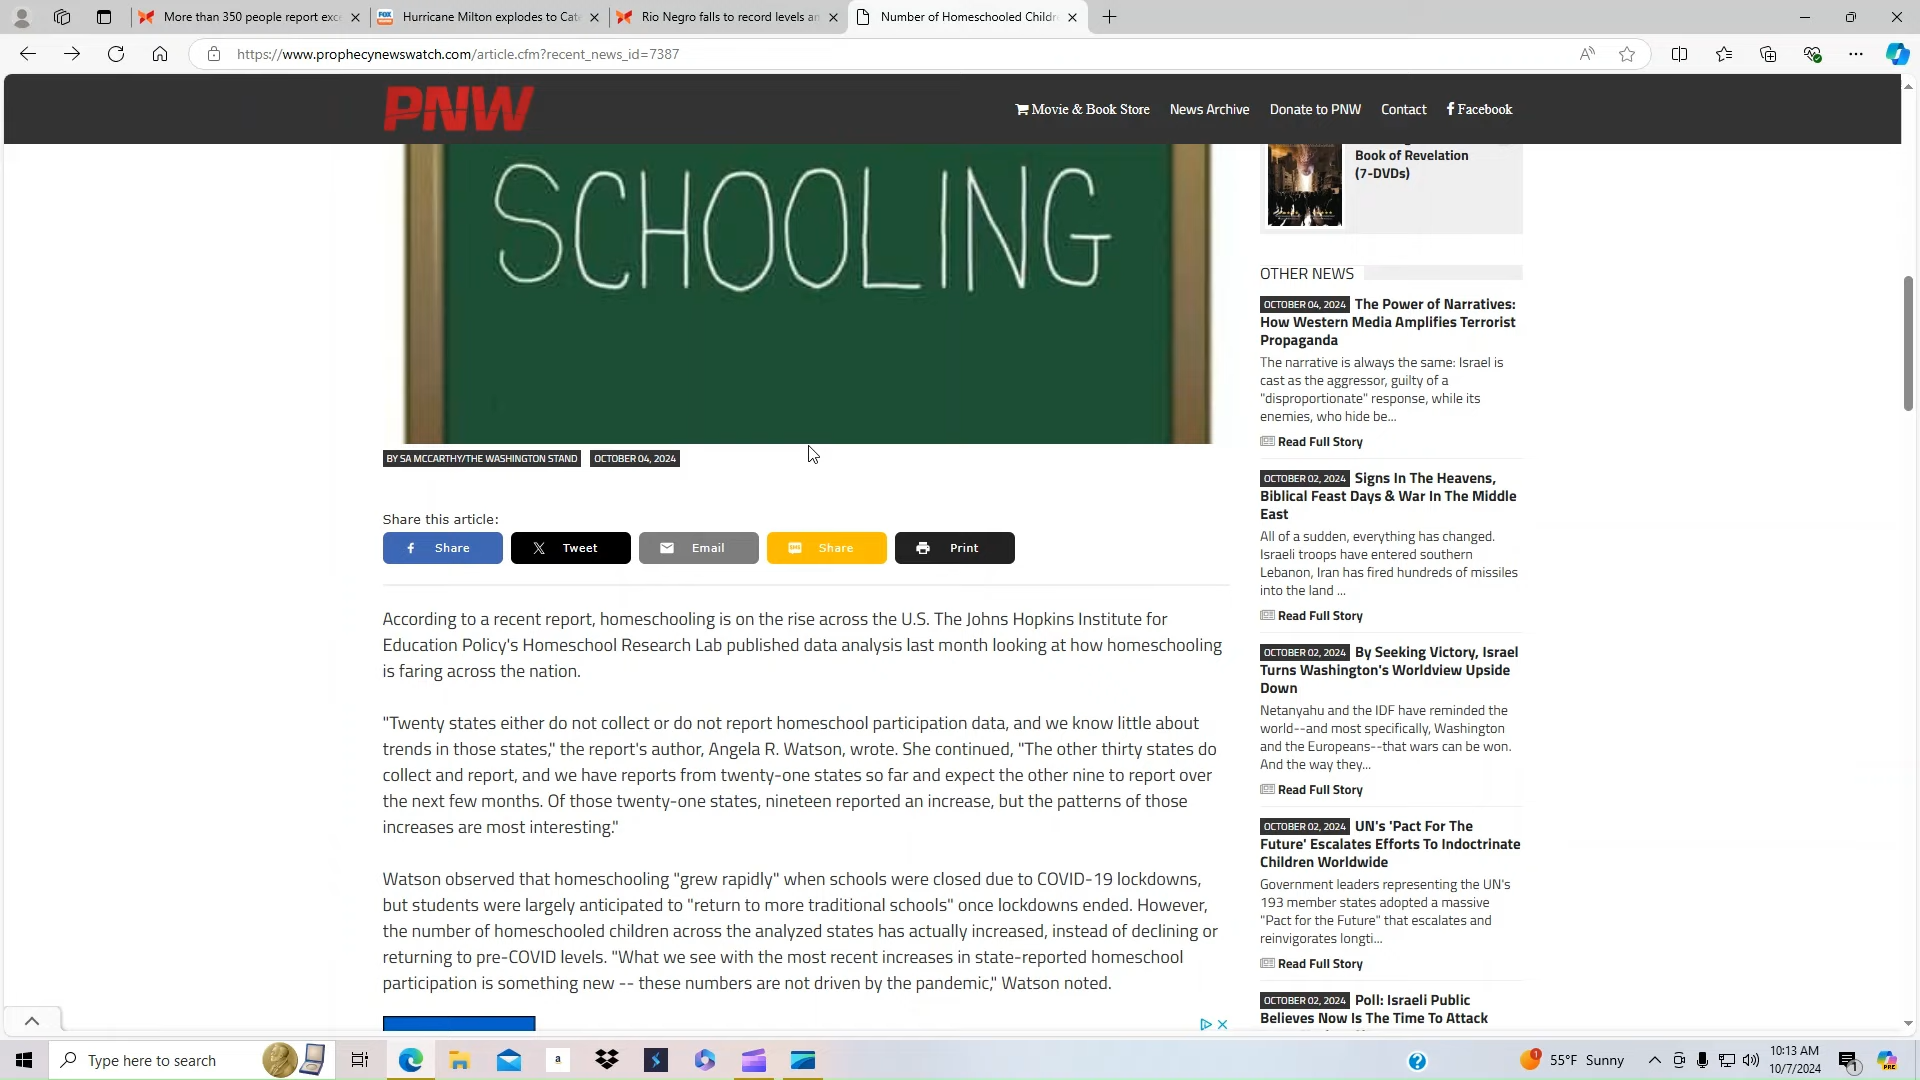 More than 350 people report exc
Hurricane Milton explodes to Cat
Rio Negro falls to record levels an
Number of Homeschooled Childr
https://www.prophecynewswatch.com/article.cfm?recent_news_id=7387
PNW
Movie & Book Store
News Archive
Donate to PNW
Contact
Facebook
SCHOOLING
BY SA MCCARTHY/THE WASHINGTON STAND
OCTOBER 04, 2024
Share this article:
Share
Tweet
Email
Share
Print
According to a recent report, homeschooling is on the rise across the U.S. The Johns Hopkins Institute for
Education Policy's Homeschool Research Lab published data analysis last month looking at how homeschooling
is faring across the nation.
"Twenty states either do not collect or do not report homeschool participation data, and we know little about
trends in those states," the report's author, Angela R. Watson, wrote. She continued, "The other thirty states do
collect and report, and we have reports from twenty-one states so far and expect the other nine to report over
the next few months. Of those twenty-one states, nineteen reported an increase, but the patterns of those
increases are most interesting."
Watson observed that homeschooling "grew rapidly" when schools were closed due to COVID-19 lockdowns,
but students were largely anticipated to "return to more traditional schools" once lockdowns ended. However,
the number of homeschooled children across the analyzed states has actually increased, instead of declining or
returning to pre-COVID levels. "What we see with the most recent increases in state-reported homeschool
participation is something new -- these numbers are not driven by the pandemic," Watson noted.
Book of Revelation
(7-DVDs)
OTHER NEWS
OCTOBER 04, 2024 The Power of Narratives:
How Western Media Amplifies Terrorist
Propaganda
The narrative is always the same: Israel is
cast as the aggressor, guilty of a
"disproportionate" response, while its
enemies, who hide be...
Read Full Story
OCTOBER 02, 2024 Signs In The Heavens,
Biblical Feast Days & War In The Middle
East
All of a sudden, everything has changed.
Israeli troops have entered southern
Lebanon, Iran has fired hundreds of missiles
into the land ...
Read Full Story
OCTOBER 02, 2024 By Seeking Victory, Israel
Turns Washington's Worldview Upside
Down
Netanyahu and the IDF have reminded the
world--and most specifically, Washington
and the Europeans--that wars can be won.
And the way they...
Read Full Story
OCTOBER 02, 2024 UN's 'Pact For The
Future' Escalates Efforts To Indoctrinate
Children Worldwide
Government leaders representing the UN's
193 member states adopted a massive
"Pact for the Future" that escalates and
reinvigorates longti...
Read Full Story
OCTOBER 02, 2024 Poll: Israeli Public
Believes Now Is The Time To Attack
Type here to search
a
55°F Sunny
10:13 AM
10/7/2024